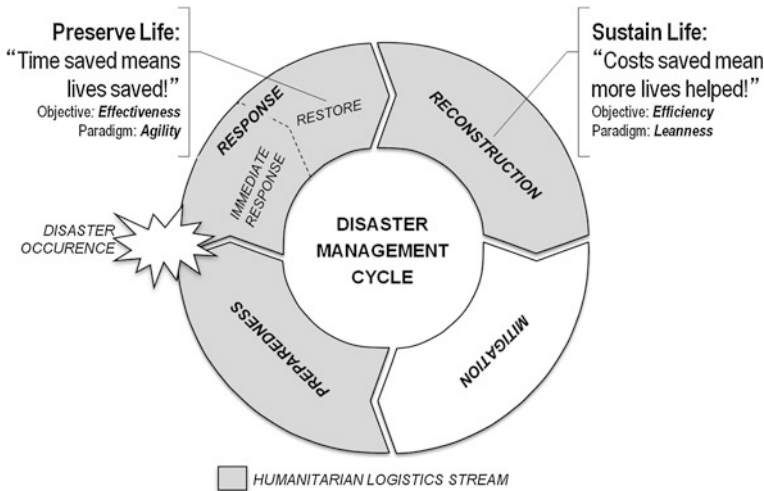 Preserve Life:
“Time saved means
lives saved!”
Objective: Effectiveness
Paradigm: Agility
Sustain Life:
“Costs saved mean
more lives helped!”
Objective: Efficiency
Paradigm: Leanness
RESPONSE
RESTORE
IMMEDIATE
RESPONSE
RECONSTRUCTION
DISASTER
OCCURENCE
DISASTER
MANAGEMENT
CYCLE
PREPAREDNESS
MITIGATION
HUMANITARIAN LOGISTICS STREAM